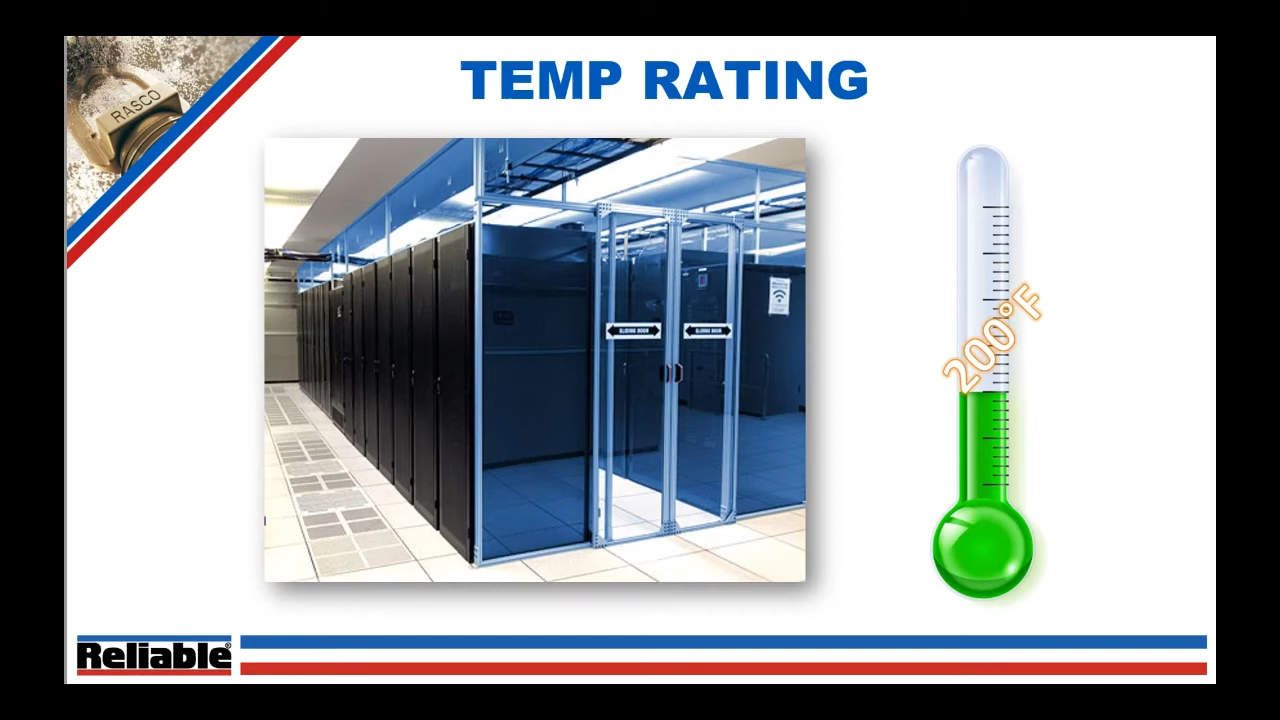 TEMP RATING
RASCO
SLIDING DOOR
SLIDING DOOR
200°F
Reliable®